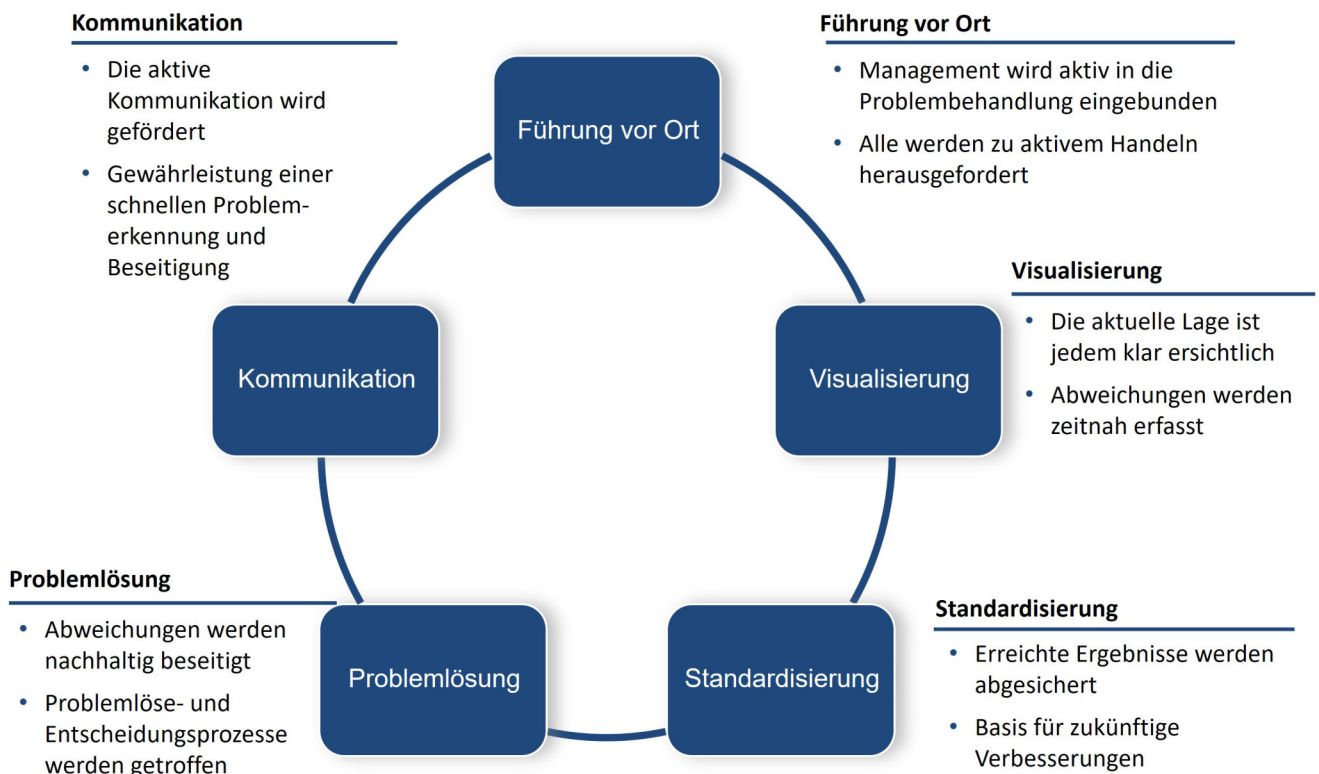 Kommunikation
• Die aktive
Kommunikation wird
gefördert
• Gewährleistung einer
schnellen Problem-
erkennung und
Beseitigung
Führung vor Ort
Führung vor Ort
• Management wird aktiv in die
Problembehandlung eingebunden
• Alle werden zu aktivem Handeln
herausgefordert
Visualisierung
• Die aktuelle Lage ist
jedem klar ersichtlich
• Abweichungen werden
zeitnah erfasst
Kommunikation
Visualisierung
Problemlösung
• Abweichungen werden
nachhaltig beseitigt
• Problemlöse- und
Entscheidungsprozesse
werden getroffen
Problemlösung
Standardisierung
Standardisierung
• Erreichte Ergebnisse werden
abgesichert
• Basis für zukünftige
Verbesserungen